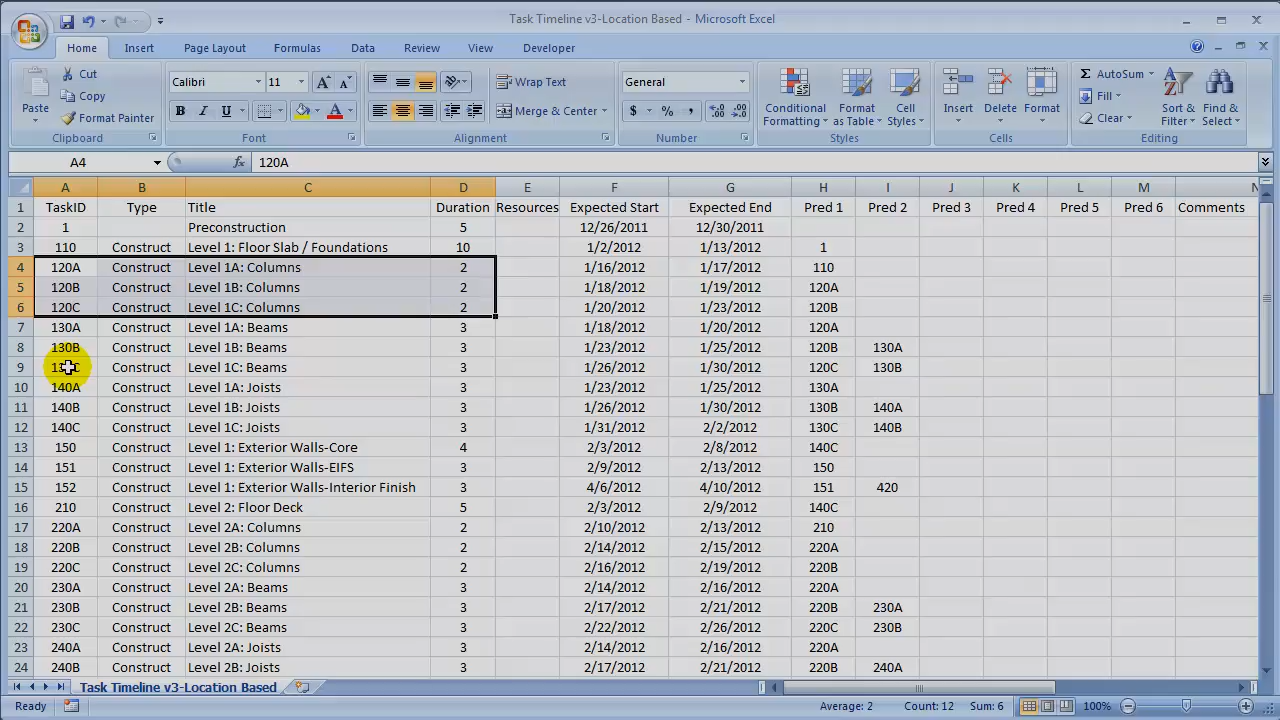 Task Timeline v3-Location Based - Microsoft Excel
Home Insert Page Layout Formulas Data Review View Developer
Paste Cut Copy Format Painter Clipboard
Calibri 11 A A B I U A Font
Wrap Text Merge & Center Alignment
General $ % , .0 .00 .00 .0 Number
Conditional Formatting Format as Table Cell Styles Styles
Insert Delete Format Cells
Σ AutoSum Fill Clear Sort & Filter Find & Select Editing
A4 fx 120A
A B C D E F G H I J K L M N
1 TaskID Type Title Duration Resources Expected Start Expected End Pred 1 Pred 2 Pred 3 Pred 4 Pred 5 Pred 6 Comments
2 1 Preconstruction 5 12/26/2011 12/30/2011
3 110 Construct Level 1: Floor Slab / Foundations 10 1/2/2012 1/13/2012 1
4 120A Construct Level 1A: Columns 2 1/16/2012 1/17/2012 110
5 120B Construct Level 1B: Columns 2 1/18/2012 1/19/2012 120A
6 120C Construct Level 1C: Columns 2 1/20/2012 1/23/2012 120B
7 130A Construct Level 1A: Beams 3 1/18/2012 1/20/2012 120A
8 130B Construct Level 1B: Beams 3 1/23/2012 1/25/2012 120B 130A
9 Construct Level 1C: Beams 3 1/26/2012 1/30/2012 120C 130B
10 140A Construct Level 1A: Joists 3 1/23/2012 1/25/2012 130A
11 140B Construct Level 1B: Joists 3 1/26/2012 1/30/2012 130B 140A
12 140C Construct Level 1C: Joists 3 1/31/2012 2/2/2012 130C 140B
13 150 Construct Level 1: Exterior Walls-Core 4 2/3/2012 2/8/2012 140C
14 151 Construct Level 1: Exterior Walls-EIFS 3 2/9/2012 2/13/2012 150
15 152 Construct Level 1: Exterior Walls-Interior Finish 3 4/6/2012 4/10/2012 151 420
16 210 Construct Level 2: Floor Deck 5 2/3/2012 2/9/2012 140C
17 220A Construct Level 2A: Columns 2 2/10/2012 2/13/2012 210
18 220B Construct Level 2B: Columns 2 2/14/2012 2/15/2012 220A
19 220C Construct Level 2C: Columns 2 2/16/2012 2/19/2012 220B
20 230A Construct Level 2A: Beams 3 2/14/2012 2/16/2012 220A
21 230B Construct Level 2B: Beams 3 2/17/2012 2/21/2012 220B 230A
22 230C Construct Level 2C: Beams 3 2/22/2012 2/26/2012 220C 230B
23 240A Construct Level 2A: Joists 3 2/14/2012 2/16/2012 220A
24 240B Construct Level 2B: Joists 3 2/17/2012 2/21/2012 220B 240A
Task Timeline v3-Location Based
Ready Average: 2 Count: 12 Sum: 6 100%